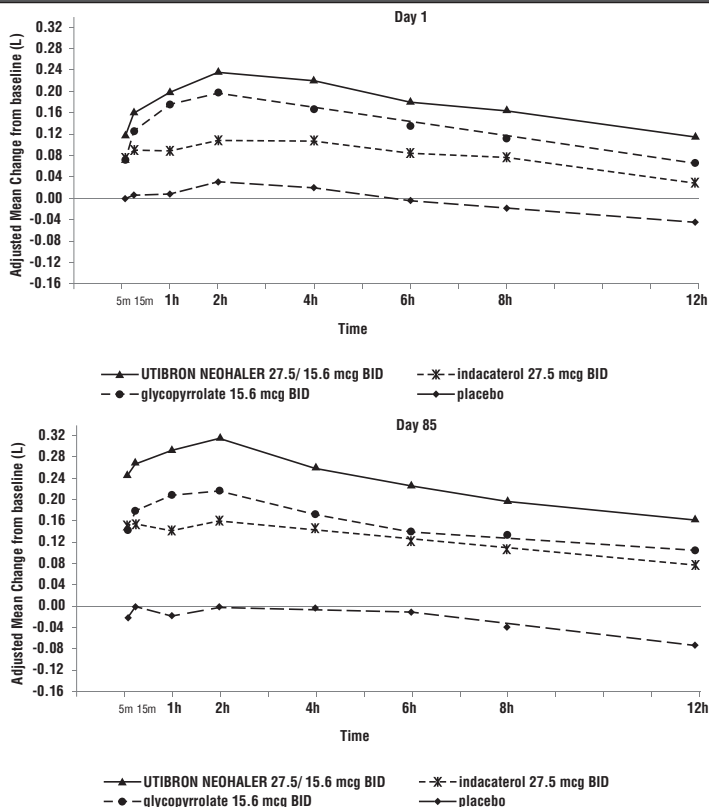 Day 1
Adjusted Mean Change from baseline (L)
0.32
0.28
0.24
0.20
0.16
0.12
0.08
0.04
0.00
-0.04
-0.08
-0.12
-0.16
5m 15m 1h 2h 4h 6h 8h 12h
Time
UTIBRON NEOHALER 27.5/ 15.6 mcg BID indacaterol 27.5 mcg BID
glycopyrrolate 15.6 mcg BID placebo
Day 85
Adjusted Mean Change from baseline (L)
0.32
0.28
0.24
0.20
0.16
0.12
0.08
0.04
0.00
-0.04
-0.08
-0.12
-0.16
5m 15m 1h 2h 4h 6h 8h 12h
Time
UTIBRON NEOHALER 27.5/ 15.6 mcg BID indacaterol 27.5 mcg BID
glycopyrrolate 15.6 mcg BID placebo